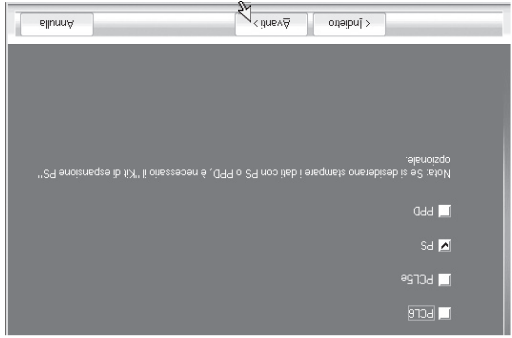 PCL6
PCL5e
PS
PPD
Nota: Se si desiderano stampare i dati con PS o PPD, è necessario il "Kit di espansione PS"
opzionale.
< Indietro
Avanti >
Annulla